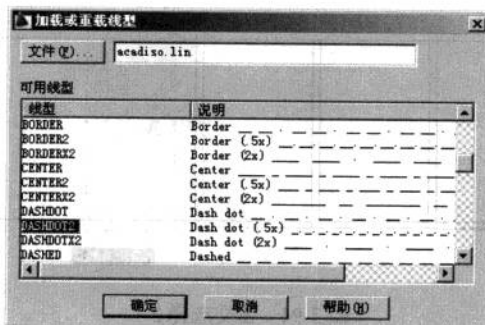 加载或重载线型
文件(F)... acadiso.lin
可用线型
线型 说明
BORDER Border
BORDER2 Border (.5x)
BORDERX2 Border (2x)
CENTER Center
CENTER2 Center (.5x)
CENTERX2 Center (2x)
DASHDOT Dash dot
DASHDOT2 Dash dot (.5x)
DASHDOTX2 Dash dot (2x)
DASHED Dashed
确定 取消 帮助(H)